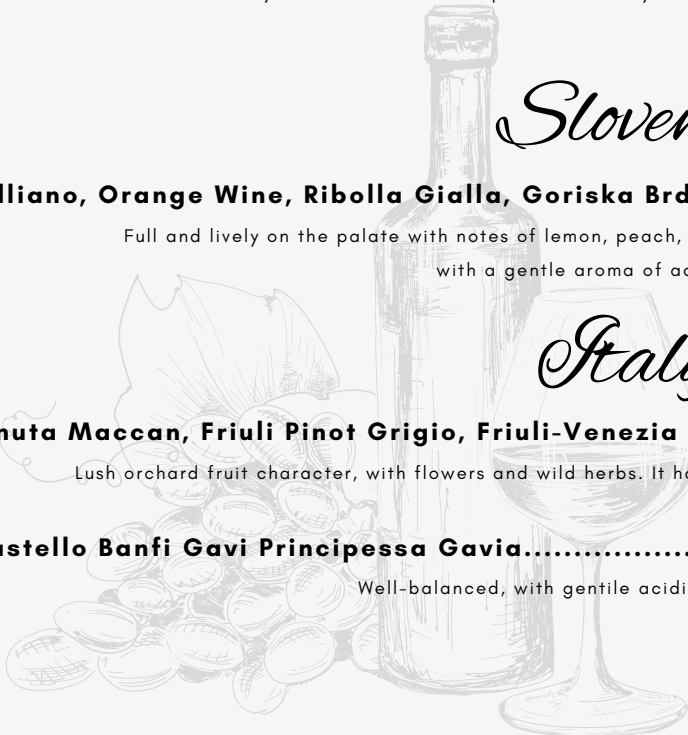 Sloven
lliano, Orange Wine, Ribolla Gialla, Goriska Brd
Full and lively on the palate with notes of lemon, peach,
with a gentle aroma of ac
Italy
nuta Maccan, Friuli Pinot Grigio, Friuli-Venezia
Lush orchard fruit character, with flowers and wild herbs. It ha
astello Banfi Gavi Principessa Gavia.................
Well-balanced, with gentile acidi